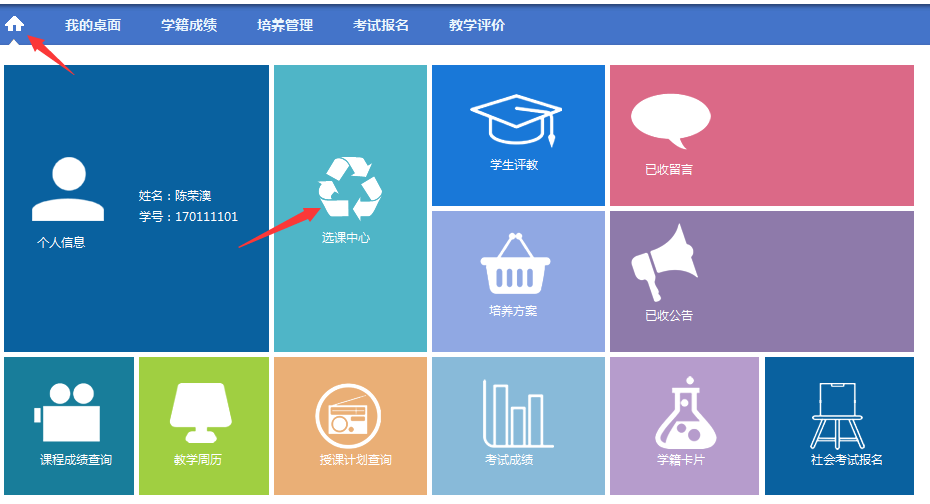 我的桌面 学籍成绩 培养管理 考试报名 教学评价
姓名：陈荣澳
学号：170111101
个人信息
选课中心
学生评教
已收留言
培养方案
已收公告
课程成绩查询
教学周历
授课计划查询
考试成绩
学籍卡片
社会考试报名